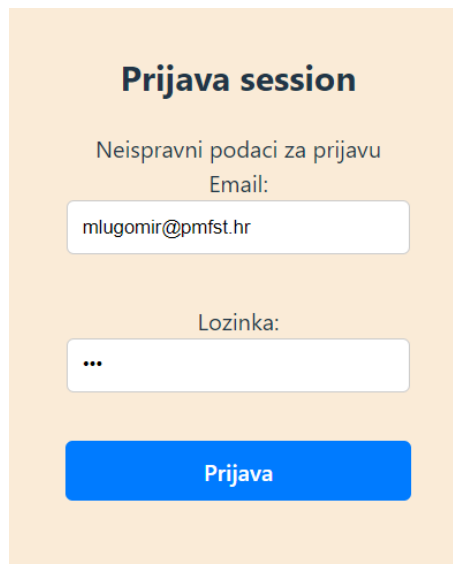 Prijava session
Neispravni podaci za prijavu
Email:
mlugomir@pmfst.hr
Lozinka:
•••
Prijava